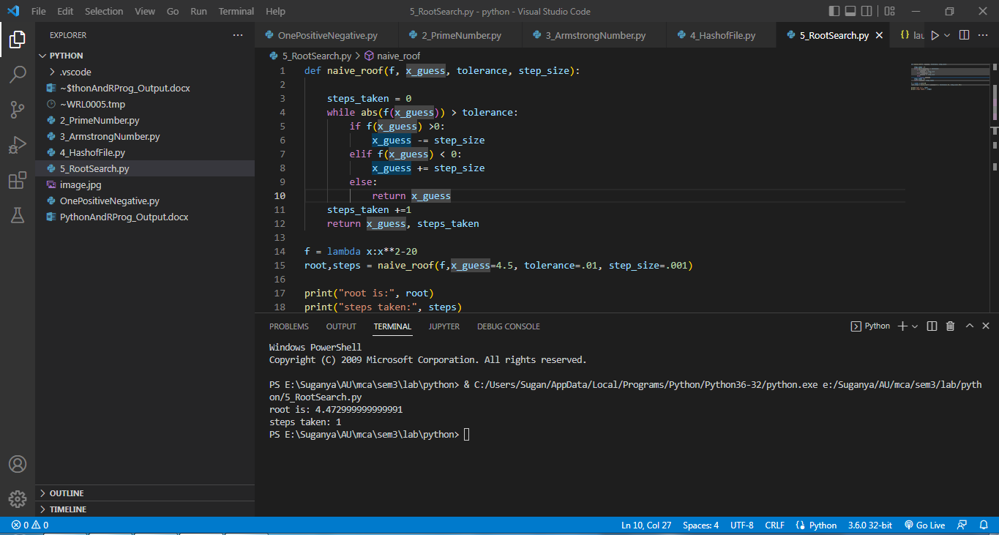 File Edit Selection View Go Run Terminal Help 5_RootSearch.py - python - Visual Studio Code
EXPLORER
PYTHON
.vscode
~$thonAndRProg_Output.docx
~WRL0005.tmp
2_PrimeNumber.py
3_ArmstrongNumber.py
4_HashofFile.py
5_RootSearch.py
image.jpg
OnePositiveNegative.py
PythonAndRProg_Output.docx
OUTLINE
TIMELINE
OnePositiveNegative.py 2_PrimeNumber.py 3_ArmstrongNumber.py 4_HashofFile.py 5_RootSearch.py {} lau
5_RootSearch.py > naive_roof
1 def naive_roof(f, x_guess, tolerance, step_size):
2
3 steps_taken = 0
4 while abs(f(x_guess)) > tolerance:
5 if f(x_guess) >0:
6 x_guess -= step_size
7 elif f(x_guess) < 0:
8 x_guess += step_size
9 else:
10 return x_guess
11 steps_taken +=1
12 return x_guess, steps_taken
13
14 f = lambda x:x**2-20
15 root,steps = naive_roof(f,x_guess=4.5, tolerance=.01, step_size=.001)
16
17 print("root is:", root)
18 print("steps taken:", steps)
PROBLEMS OUTPUT TERMINAL JUPYTER DEBUG CONSOLE Python
Windows PowerShell
Copyright (C) 2009 Microsoft Corporation. All rights reserved.
PS E:\Suganya\AU\mca\sem3\lab\python> & C:/Users/Sugan/AppData/Local/Programs/Python/Python36-32/python.exe e:/Suganya/AU/mca/sem3/lab/pyth
on/5_RootSearch.py
root is: 4.472999999999991
steps taken: 1
PS E:\Suganya\AU\mca\sem3\lab\python>
0 0 Ln 10, Col 27 Spaces: 4 UTF-8 CRLF Python 3.6.0 32-bit Go Live